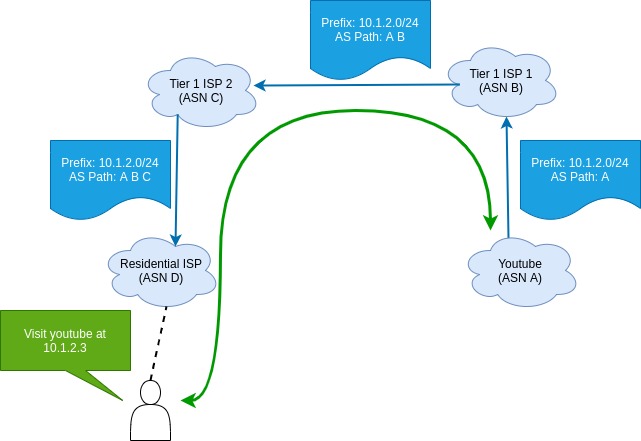 Prefix: 10.1.2.0/24
AS Path: A B
Tier 1 ISP 2
(ASN C)
Tier 1 ISP 1
(ASN B)
Prefix: 10.1.2.0/24
AS Path: A B C
Prefix: 10.1.2.0/24
AS Path: A
Residential ISP
(ASN D)
Youtube
(ASN A)
Visit youtube at
10.1.2.3